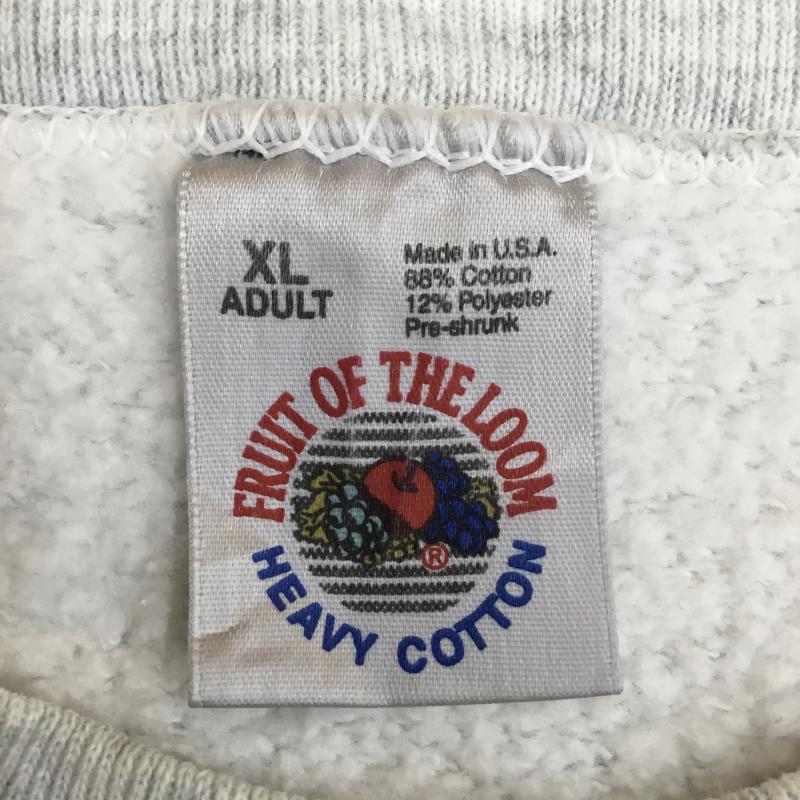 XL
ADULT
Made in U.S.A.
88% Cotton
12% Polyester
Pre-shrunk
FRUIT OF THE LOOM
®
HEAVY COTTON